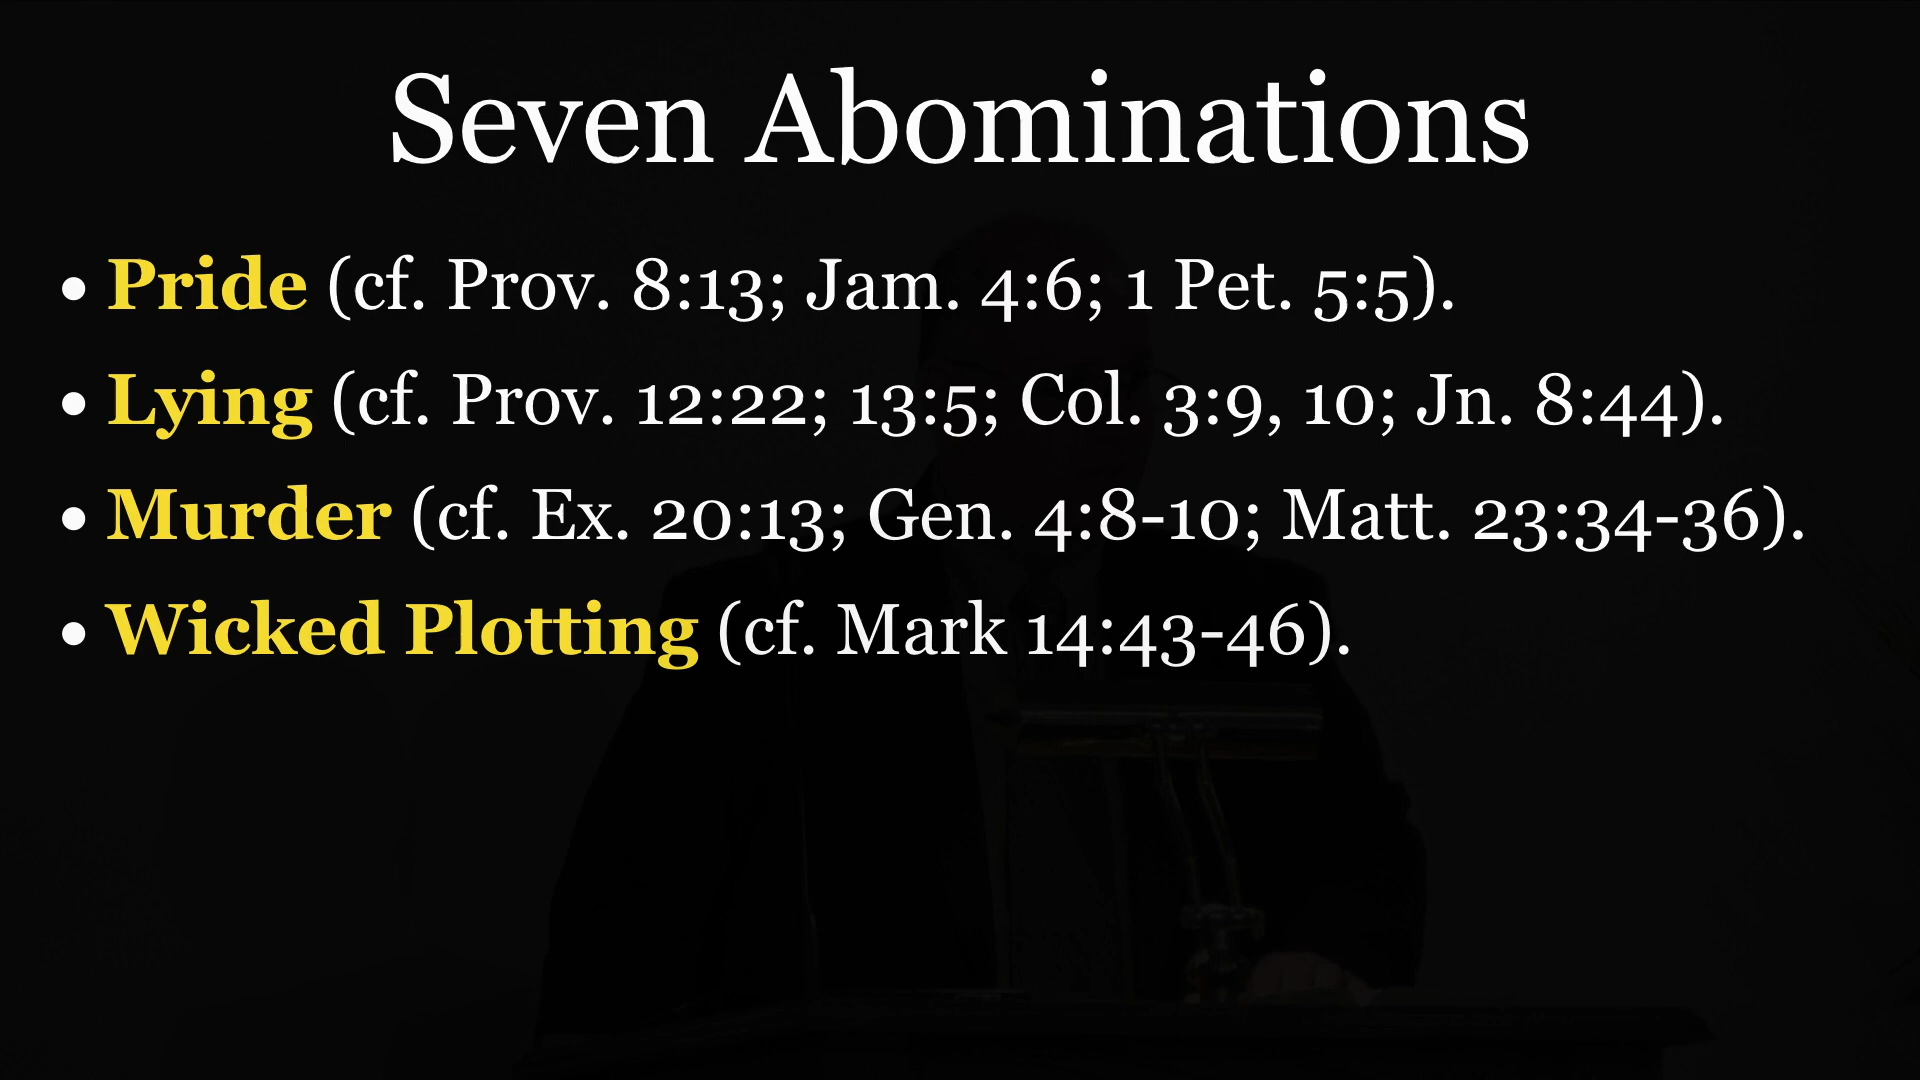 Seven Abominations
• Pride (cf. Prov. 8:13; Jam. 4:6; 1 Pet. 5:5).
• Lying (cf. Prov. 12:22; 13:5; Col. 3:9, 10; Jn. 8:44).
• Murder (cf. Ex. 20:13; Gen. 4:8-10; Matt. 23:34-36).
• Wicked Plotting (cf. Mark 14:43-46).